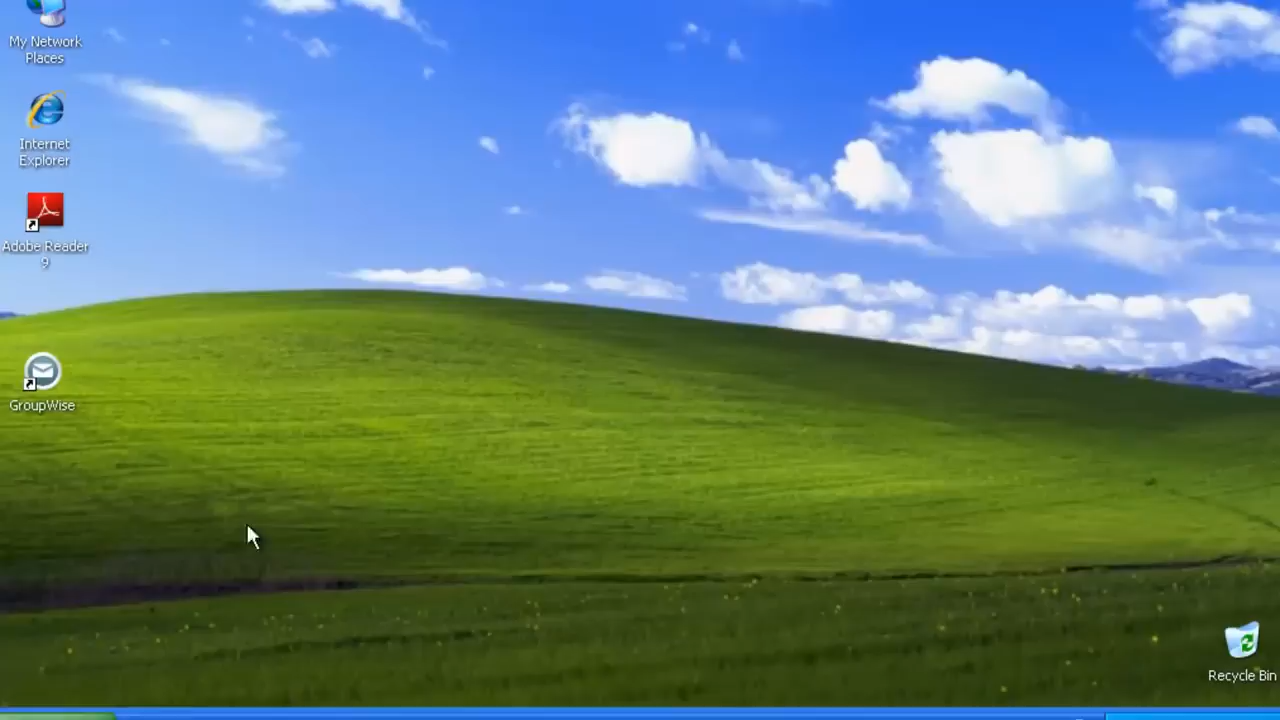 My Network
Places
Internet
Explorer
Adobe Reader
9
GroupWise
Recycle Bin